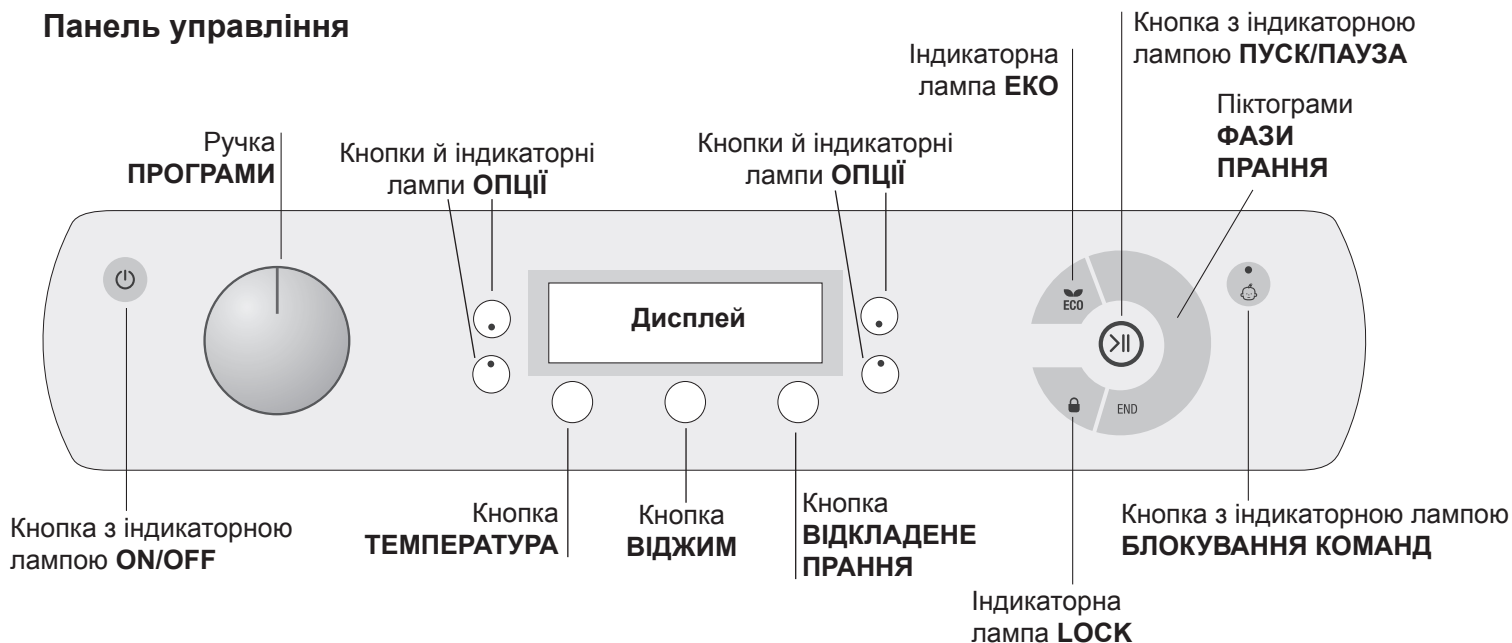 Панель управління
Кнопка з індикаторною
лампою ПУСК/ПАУЗА
Індикаторна
лампа ЕКО
Піктограми
ФАЗИ
ПРАННЯ
Ручка
ПРОГРАМИ
Кнопки й індикаторні
лампи ОПЦІЇ
Кнопки й індикаторні
лампи ОПЦІЇ
Дисплей
ECO
END
Кнопка з індикаторною
лампою ON/OFF
Кнопка
ТЕМПЕРАТУРА
Кнопка
ВІДЖИМ
Кнопка
ВІДКЛАДЕНЕ
ПРАННЯ
Індикаторна
лампа LOCK
Кнопка з індикаторною лампою
БЛОКУВАННЯ КОМАНД